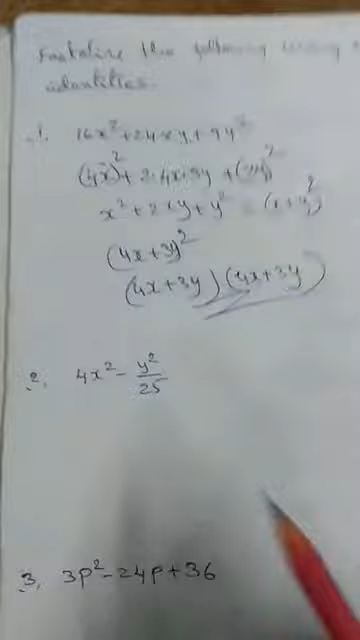 Factorize the following using
identities.
1. 16x² + 24xy + 9y²
(4x)² + 2·4x·3y + (3y)²
x² + 2xy + y² = (x+y)²
(4x+3y)²
(4x+3y) (4x+3y)
2. 4x² - y²/25
3. 3p² - 24p + 36